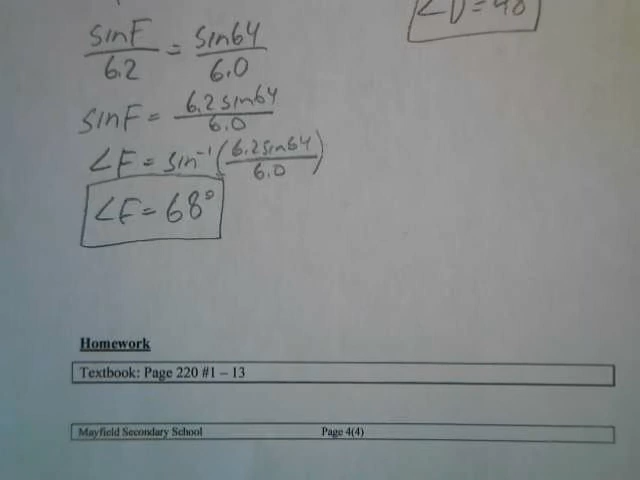 ∠D = 48°
sinF/6.2 = sin64/6.0
sinF = 6.2sin64/6.0
∠F = sin⁻¹(6.2sin64/6.0)
∠F = 68°
Homework
Textbook: Page 220 #1 – 13
Mayfield Secondary School Page 4(4)